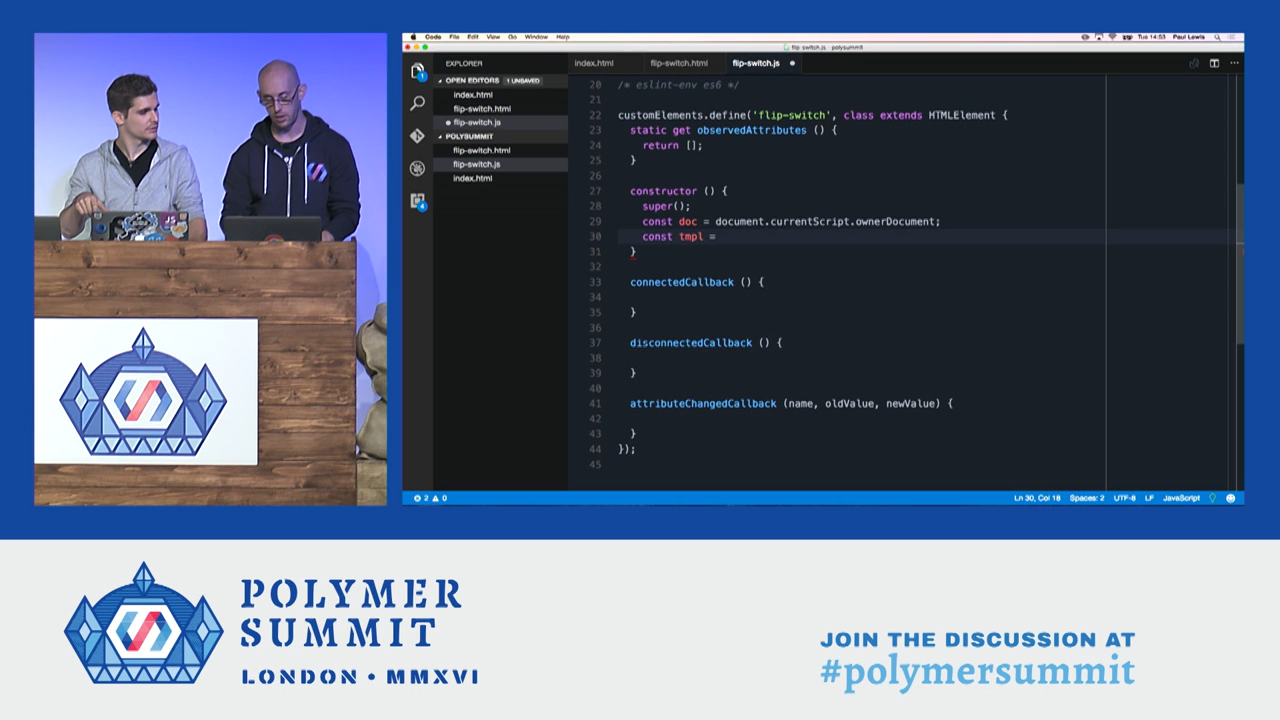 Code File Edit View Go Window Help
Tue 14:53 Paul Lewis
flip-switch.js polysummit
EXPLORER
OPEN EDITORS 1 UNSAVED
index.html
flip-switch.html
flip-switch.js
POLYSUMMIT
flip-switch.html
flip-switch.js
index.html
1
4
index.html flip-switch.html flip-switch.js
20 /* eslint-env es6 */
21
22 customElements.define('flip-switch', class extends HTMLElement {
23 static get observedAttributes () {
24 return [];
25 }
26
27 constructor () {
28 super();
29 const doc = document.currentScript.ownerDocument;
30 const tmpl =
31 }
32
33 connectedCallback () {
34
35 }
36
37 disconnectedCallback () {
38
39 }
40
41 attributeChangedCallback (name, oldValue, newValue) {
42
43 }
44 });
45
2 0
Ln 30, Col 18 Spaces: 2 UTF-8 LF JavaScript
JS
POLYMER
SUMMIT
LONDON • MMXVI
JOIN THE DISCUSSION AT
#polymersummit